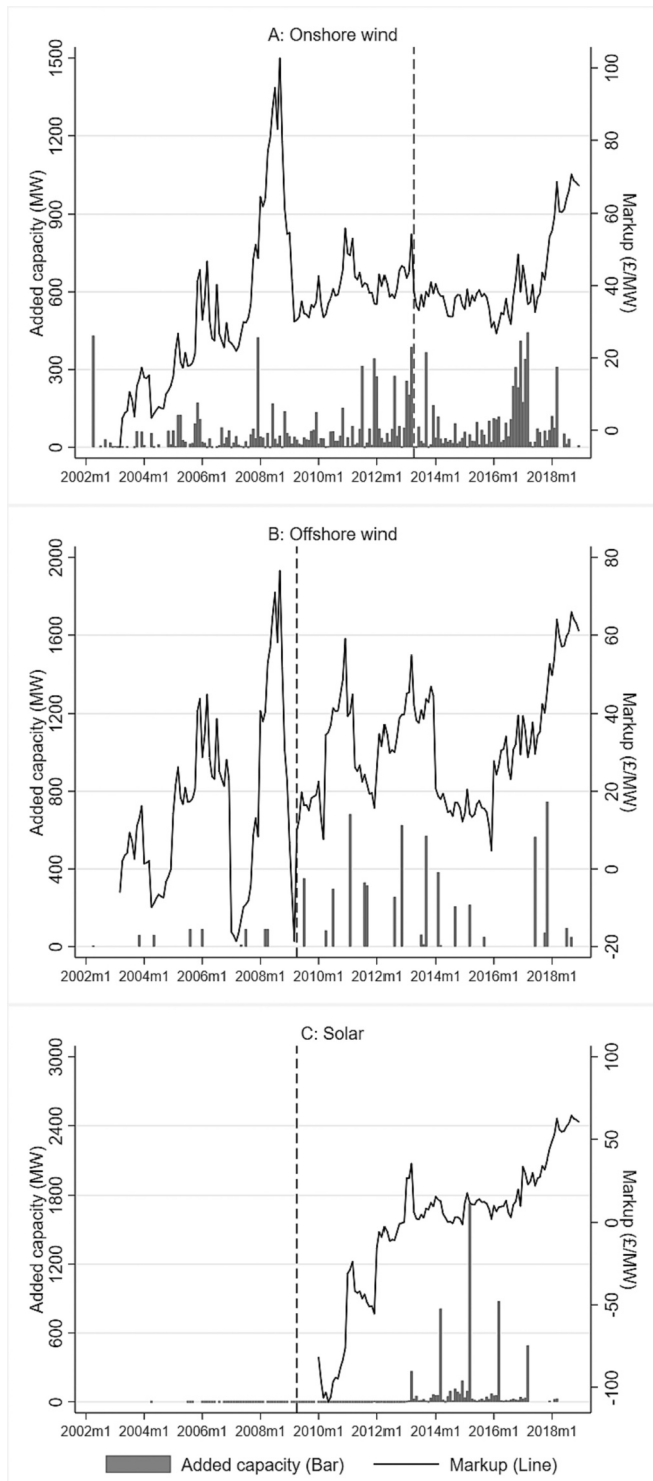 A: Onshore wind
Added capacity (MW)
0 300 600 900 1200 1500
Markup (£/MW)
0 20 40 60 80 100
2002m1 2004m1 2006m1 2008m1 2010m1 2012m1 2014m1 2016m1 2018m1
B: Offshore wind
Added capacity (MW)
0 400 800 1200 1600 2000
Markup (£/MW)
-20 0 20 40 60 80
2002m1 2004m1 2006m1 2008m1 2010m1 2012m1 2014m1 2016m1 2018m1
C: Solar
Added capacity (MW)
0 600 1200 1800 2400 3000
Markup (£/MW)
-100 -50 0 50 100
2002m1 2004m1 2006m1 2008m1 2010m1 2012m1 2014m1 2016m1 2018m1
Added capacity (Bar) Markup (Line)